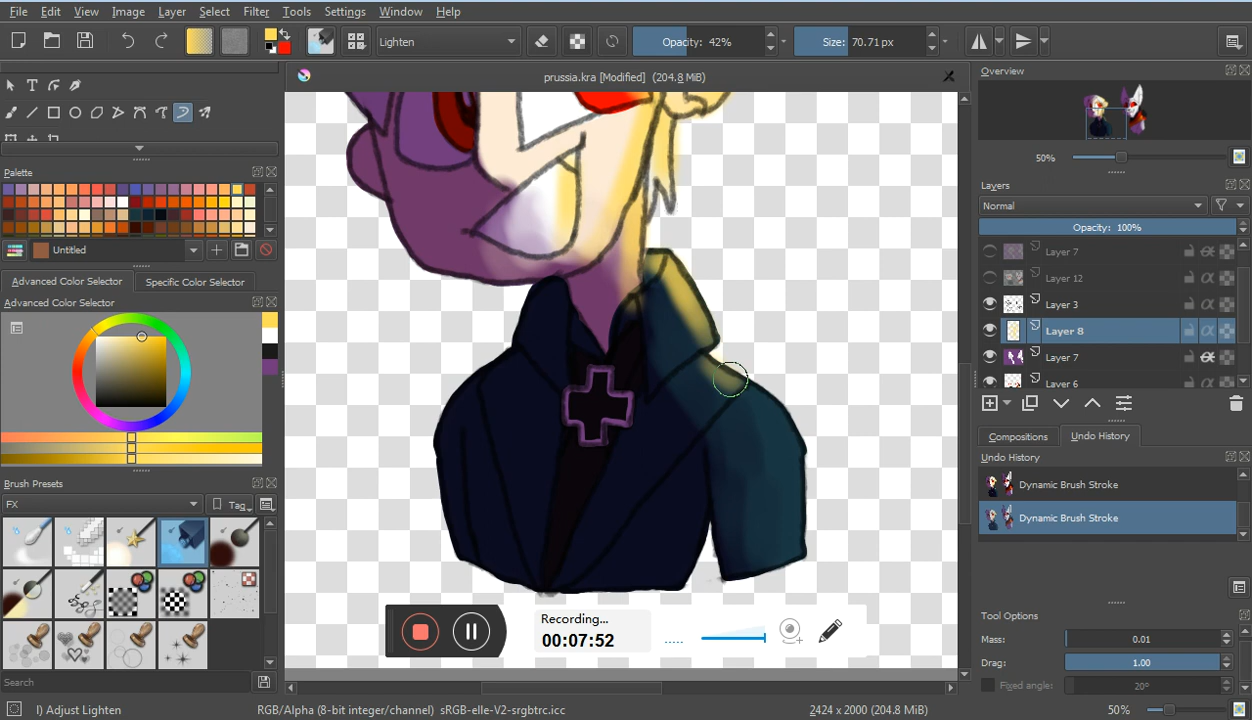 File Edit View Image Layer Select Filter Tools Settings Window Help
Lighten
Opacity: 42%
Size: 70.71 px
prussia.kra [Modified] (204.8 MiB)
Palette
Untitled
Advanced Color Selector
Specific Color Selector
Advanced Color Selector
Brush Presets
FX
Tag
Search
Recording...
00:07:52
.....
Overview
50%
Layers
Normal
Opacity: 100%
Layer 7
Layer 12
Layer 3
Layer 8
Layer 7
Layer 6
Compositions
Undo History
Undo History
Dynamic Brush Stroke
Dynamic Brush Stroke
Tool Options
Mass: 0.01
Drag: 1.00
Fixed angle: 20°
I) Adjust Lighten
RGB/Alpha (8-bit integer/channel) sRGB-elle-V2-srgbtrc.icc
2424 x 2000 (204.8 MiB)
50%